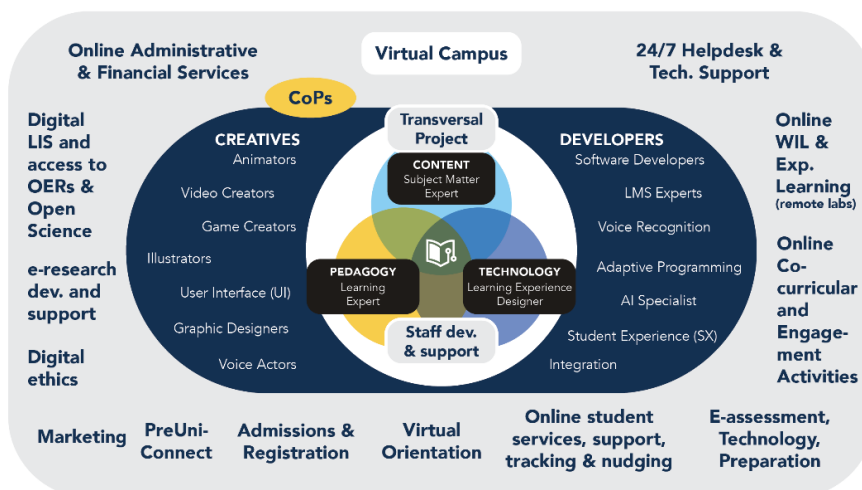 Online Administrative
& Financial Services
Virtual Campus
24/7 Helpdesk &
Tech. Support
CoPs
Digital
LIS and
access to
OERs &
Open
Science
e-research
dev. and
support
Digital
ethics
CREATIVES
Animators
Video Creators
Game Creators
Illustrators
User Interface (UI)
Graphic Designers
Voice Actors
Transversal
Project
CONTENT
Subject Matter
Expert
PEDAGOGY
Learning
Expert
TECHNOLOGY
Learning Experience
Designer
Staff dev.
& support
DEVELOPERS
Software Developers
LMS Experts
Voice Recognition
Adaptive Programming
AI Specialist
Student Experience (SX)
Integration
Online
WIL &
Exp.
Learning
(remote labs)
Online
Co-
curricular
and
Engage-
ment
Activities
Marketing
PreUni-
Connect
Admissions &
Registration
Virtual
Orientation
Online student
services, support,
tracking & nudging
E-assessment,
Technology,
Preparation